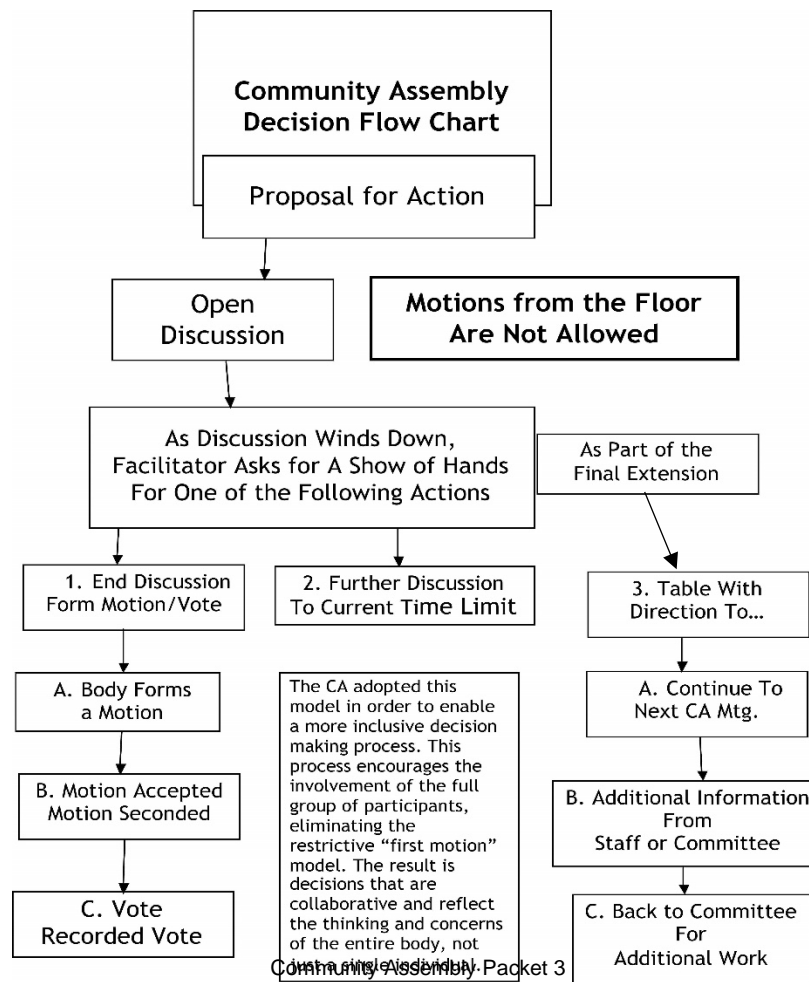 Community Assembly
Decision Flow Chart
Proposal for Action
Open
Discussion
Motions from the Floor
Are Not Allowed
As Discussion Winds Down,
Facilitator Asks for A Show of Hands
For One of the Following Actions
As Part of the
Final Extension
1. End Discussion
Form Motion/Vote
2. Further Discussion
To Current Time Limit
3. Table With
Direction To…
A. Body Forms
a Motion
B. Motion Accepted
Motion Seconded
C. Vote
Recorded Vote
The CA adopted this
model in order to enable
a more inclusive decision
making process. This
process encourages the
involvement of the full
group of participants,
eliminating the
restrictive “first motion”
model. The result is
decisions that are
collaborative and reflect
the thinking and concerns
of the entire body, not
just a single individual.
A. Continue To
Next CA Mtg.
B. Additional Information
From
Staff or Committee
C. Back to Committee
For
Additional Work
Community Assembly Packet 3